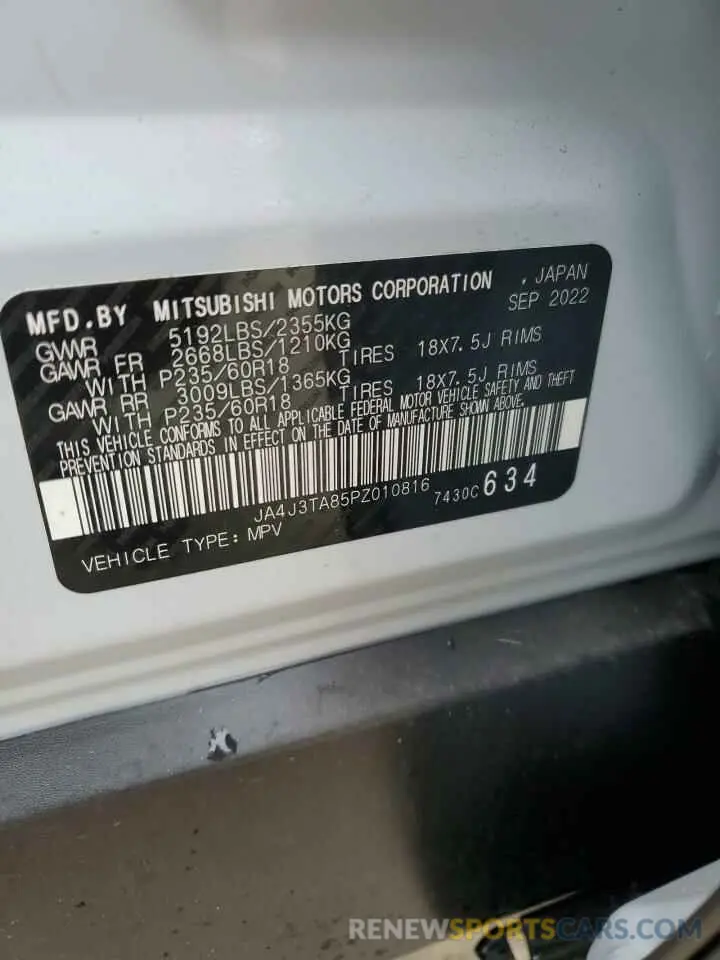 MFD.BY MITSUBISHI MOTORS CORPORATION , JAPAN
SEP 2022
GVWR 5192LBS/2355KG
GAWR FR 2668LBS/1210KG
WITH P235/60R18 TIRES 18X7.5J RIMS
GAWR RR 3009LBS/1365KG
WITH P235/60R18 TIRES 18X7.5J RIMS
THIS VEHICLE CONFORMS TO ALL APPLICABLE FEDERAL MOTOR VEHICLE SAFETY AND THEFT
PREVENTION STANDARDS IN EFFECT ON THE DATE OF MANUFACTURE SHOWN ABOVE.
JA4J3TA85PZ010816
7430C 634
VEHICLE TYPE: MPV
RENEWSPORTSCAR.COM